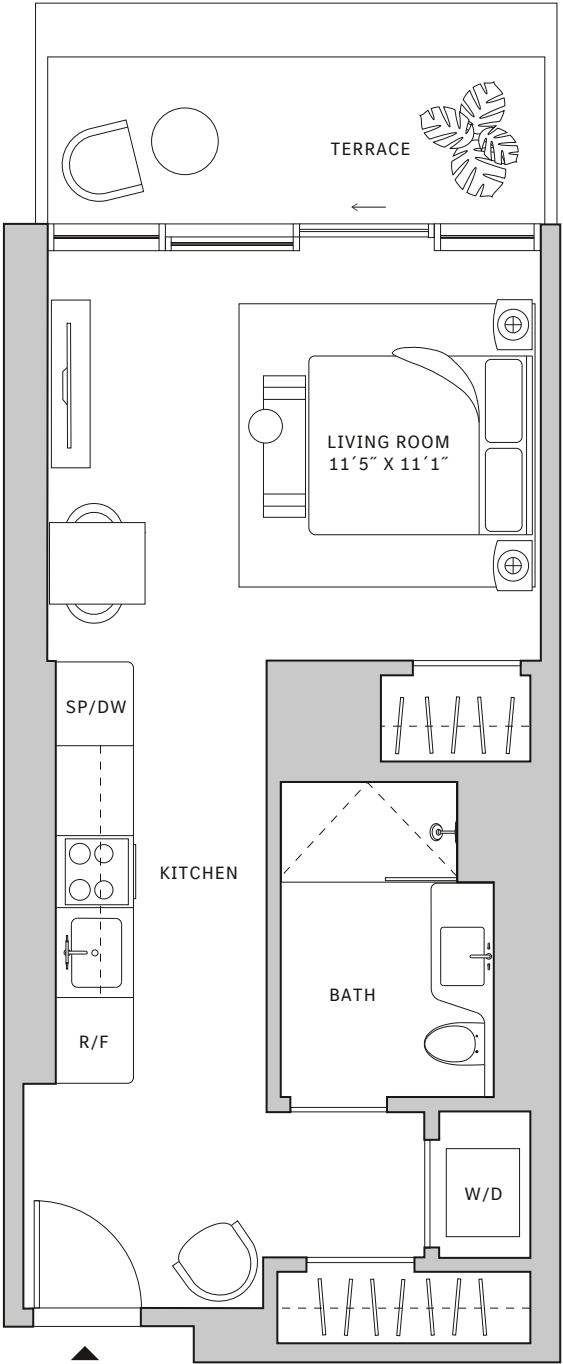 TERRACE
LIVING ROOM
11´5˝ X 11´1˝
SP/DW
KITCHEN
BATH
R/F
W/D